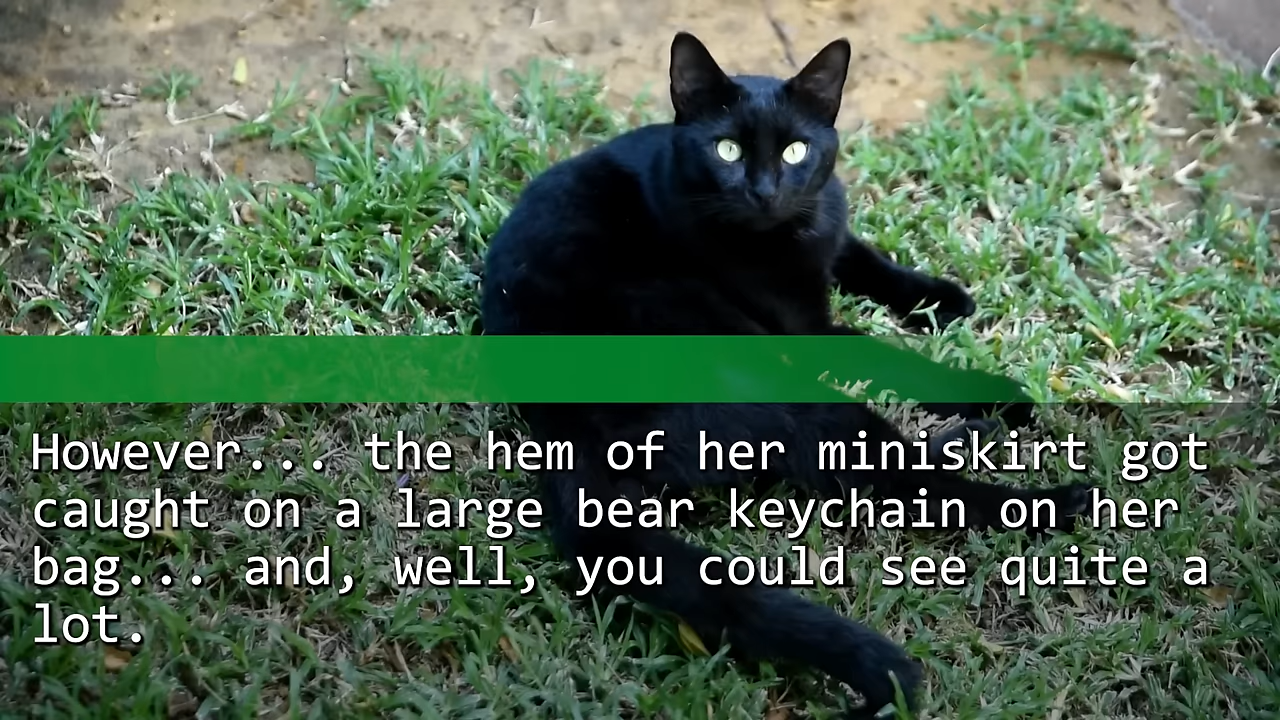 However... the hem of her miniskirt got
caught on a large bear keychain on her
bag... and, well, you could see quite a
lot.